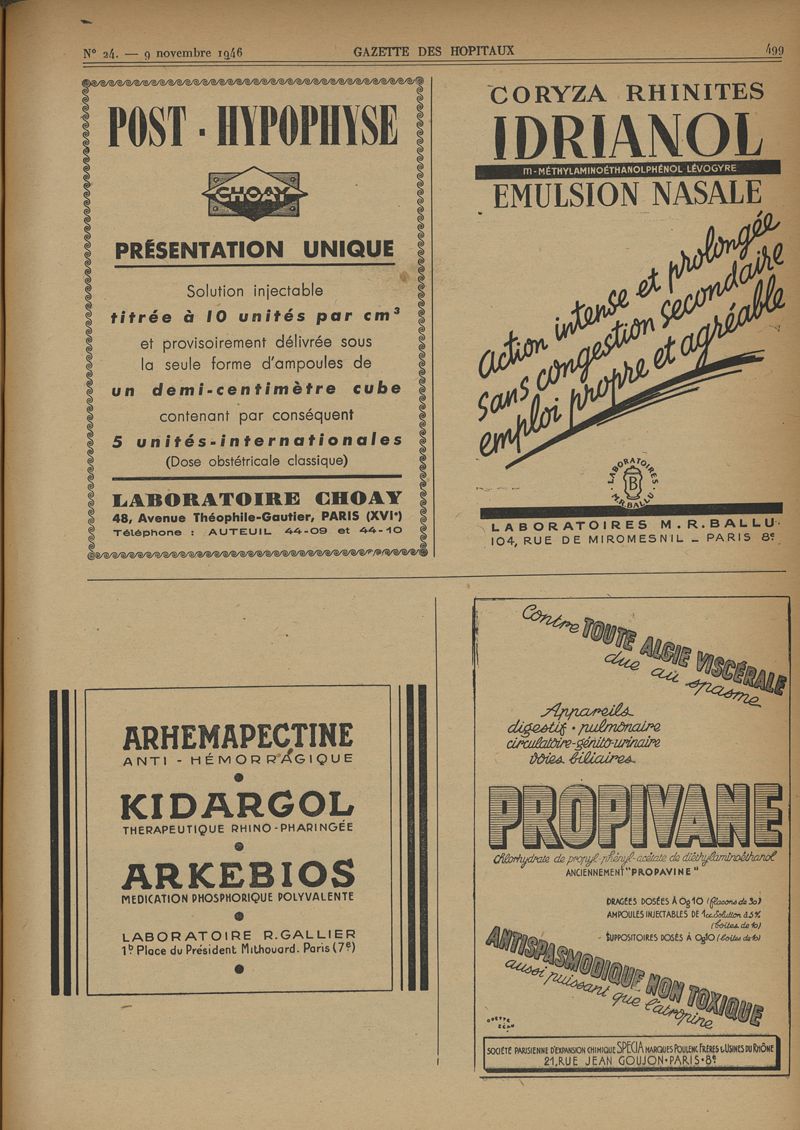 N° 24. — 9 novembre 1946 GAZETTE DES HOPITAUX 499
POST - HYPOPHYSE
CHOAY
PRÉSENTATION UNIQUE
Solution injectable
titrée à 10 unités par cm³
et provisoirement délivrée sous
la seule forme d'ampoules de
un demi-centimètre cube
contenant par conséquent
5 unités-internationales
(Dose obstétricale classique)
LABORATOIRE CHOAY
48, Avenue Théophile-Gautier, PARIS (XVIᵉ)
Téléphone : AUTEUIL 44-09 et 44-10
CORYZA RHINITES
IDRIANOL
m-MÉTHYLAMINOÉTHANOLPHÉNOL LÉVOGYRE
EMULSION NASALE
Action intense et prolongée
sans congestion secondaire
emploi propre et agréable
LABORATOIRES
B
M.R.BALLU
LABORATOIRES M.R.BALLU
104, RUE DE MIROMESNIL _ PARIS 8ᵉ
ARHEMAPECTINE
ANTI - HÉMORRAGIQUE
KIDARGOL
THERAPEUTIQUE RHINO-PHARINGÉE
ARKEBIOS
MEDICATION PHOSPHORIQUE POLYVALENTE
LABORATOIRE R.GALLIER
1ᵇ Place du Président Mithouard. Paris (7ᵉ)
Contre TOUTE ALGIE VISCÉRALE
due au spasme
Appareils
digestif • pulmonaire
circulatoire-génito-urinaire
voies biliaires
PROPIVANE
Chlorhydrate de propyl-phényl-acétate de diéthylaminoéthanol
ANCIENNEMENT "PROPAVINE"
DRAGÉES DOSÉES À 0g10 (flacons de 30)
AMPOULES INJECTABLES DE 1cc Solution à 5%
(boîtes de 10)
SUPPOSITOIRES DOSÉS À 0g10 (boîtes de 10)
ANTISPASMODIQUE NON TOXIQUE
aussi puissant que l'atropine
ODETTE
SOCIÉTÉ PARISIENNE D'EXPANSION CHIMIQUE SPECIA MARQUES POULENC FRÈRES & USINES DU RHÔNE
21, RUE JEAN GOUJON • PARIS • 8ᵉ